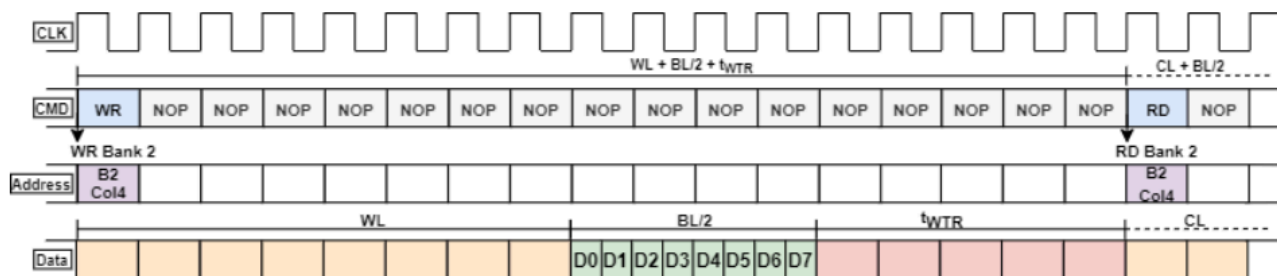 CLK
WL + BL/2 + tWTR CL + BL/2
CMD WR NOP NOP NOP NOP NOP NOP NOP NOP NOP NOP NOP NOP NOP NOP NOP NOP RD NOP
WR Bank 2 RD Bank 2
Address B2 B2
Col4 Col4
WL BL/2 tWTR CL
Data D0 D1 D2 D3 D4 D5 D6 D7